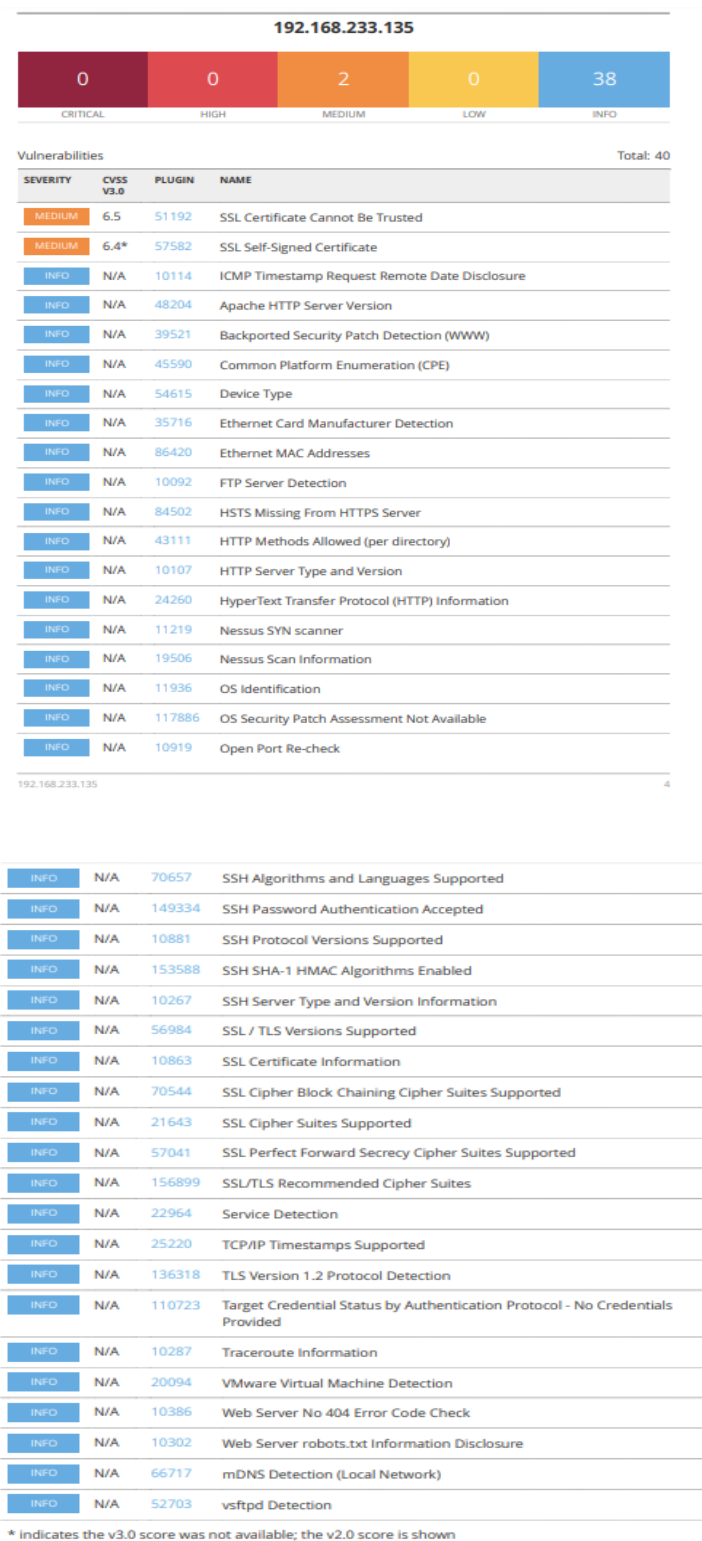 192.168.233.135
0 0 2 0 38
CRITICAL HIGH MEDIUM LOW INFO
Vulnerabilities Total: 40
SEVERITY CVSS V3.0 PLUGIN NAME
MEDIUM 6.5 51192 SSL Certificate Cannot Be Trusted
MEDIUM 6.4* 57582 SSL Self-Signed Certificate
INFO N/A 10114 ICMP Timestamp Request Remote Date Disclosure
INFO N/A 48204 Apache HTTP Server Version
INFO N/A 39521 Backported Security Patch Detection (WWW)
INFO N/A 45590 Common Platform Enumeration (CPE)
INFO N/A 54615 Device Type
INFO N/A 35716 Ethernet Card Manufacturer Detection
INFO N/A 86420 Ethernet MAC Addresses
INFO N/A 10092 FTP Server Detection
INFO N/A 84502 HSTS Missing From HTTPS Server
INFO N/A 43111 HTTP Methods Allowed (per directory)
INFO N/A 10107 HTTP Server Type and Version
INFO N/A 24260 HyperText Transfer Protocol (HTTP) Information
INFO N/A 11219 Nessus SYN scanner
INFO N/A 19506 Nessus Scan Information
INFO N/A 11936 OS Identification
INFO N/A 117886 OS Security Patch Assessment Not Available
INFO N/A 10919 Open Port Re-check
192.168.233.135 4
INFO N/A 70657 SSH Algorithms and Languages Supported
INFO N/A 149334 SSH Password Authentication Accepted
INFO N/A 10881 SSH Protocol Versions Supported
INFO N/A 153588 SSH SHA-1 HMAC Algorithms Enabled
INFO N/A 10267 SSH Server Type and Version Information
INFO N/A 56984 SSL / TLS Versions Supported
INFO N/A 10863 SSL Certificate Information
INFO N/A 70544 SSL Cipher Block Chaining Cipher Suites Supported
INFO N/A 21643 SSL Cipher Suites Supported
INFO N/A 57041 SSL Perfect Forward Secrecy Cipher Suites Supported
INFO N/A 156899 SSL/TLS Recommended Cipher Suites
INFO N/A 22964 Service Detection
INFO N/A 25220 TCP/IP Timestamps Supported
INFO N/A 136318 TLS Version 1.2 Protocol Detection
INFO N/A 110723 Target Credential Status by Authentication Protocol - No Credentials
Provided
INFO N/A 10287 Traceroute Information
INFO N/A 20094 VMware Virtual Machine Detection
INFO N/A 10386 Web Server No 404 Error Code Check
INFO N/A 10302 Web Server robots.txt Information Disclosure
INFO N/A 66717 mDNS Detection (Local Network)
INFO N/A 52703 vsftpd Detection
* indicates the v3.0 score was not available; the v2.0 score is shown